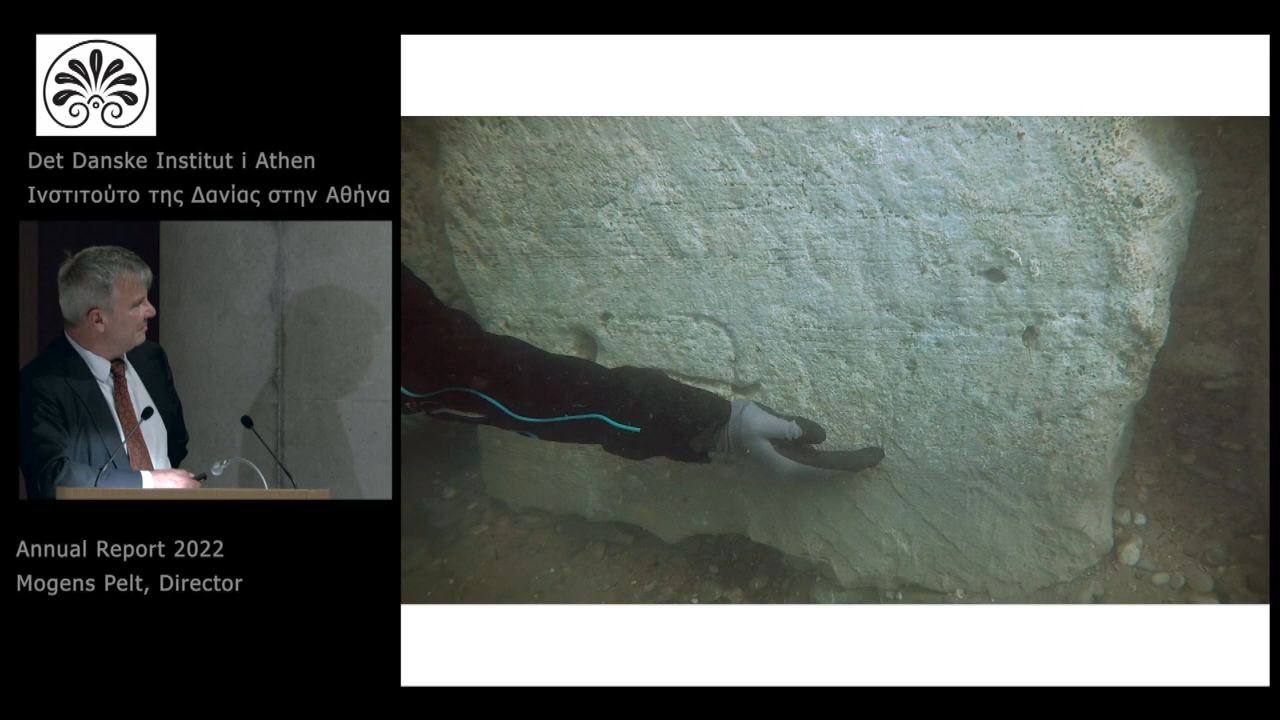 Det Danske Institut i Athen
Ινστιτούτο της Δανίας στην Αθήνα
Annual Report 2022
Mogens Pelt, Director